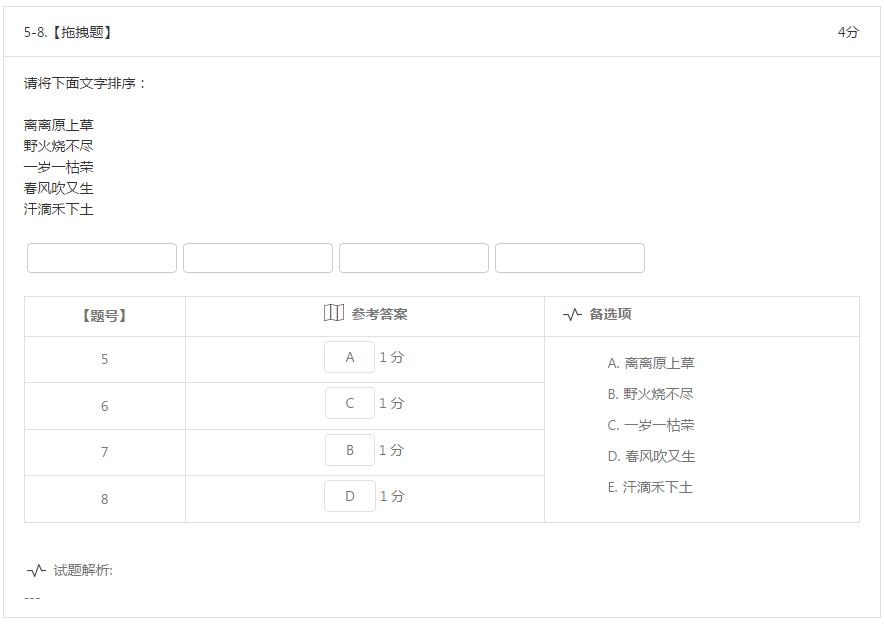 5-8.【拖拽题】 4分
请将下面文字排序：
离离原上草
野火烧不尽
一岁一枯荣
春风吹又生
汗滴禾下土
【题号】 参考答案 备选项
5 A 1 分
6 C 1 分
7 B 1 分
8 D 1 分
A. 离离原上草
B. 野火烧不尽
C. 一岁一枯荣
D. 春风吹又生
E. 汗滴禾下土
试题解析:
---